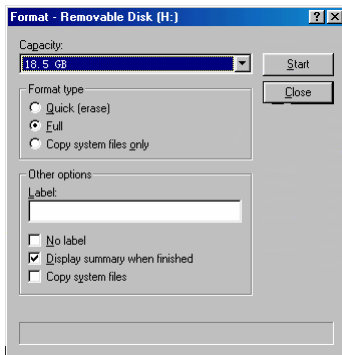 Format - Removable Disk (H:)
Capacity:
18.5 GB
Start
Close
Format type
Quick (erase)
Full
Copy system files only
Other options
Label:
No label
Display summary when finished
Copy system files